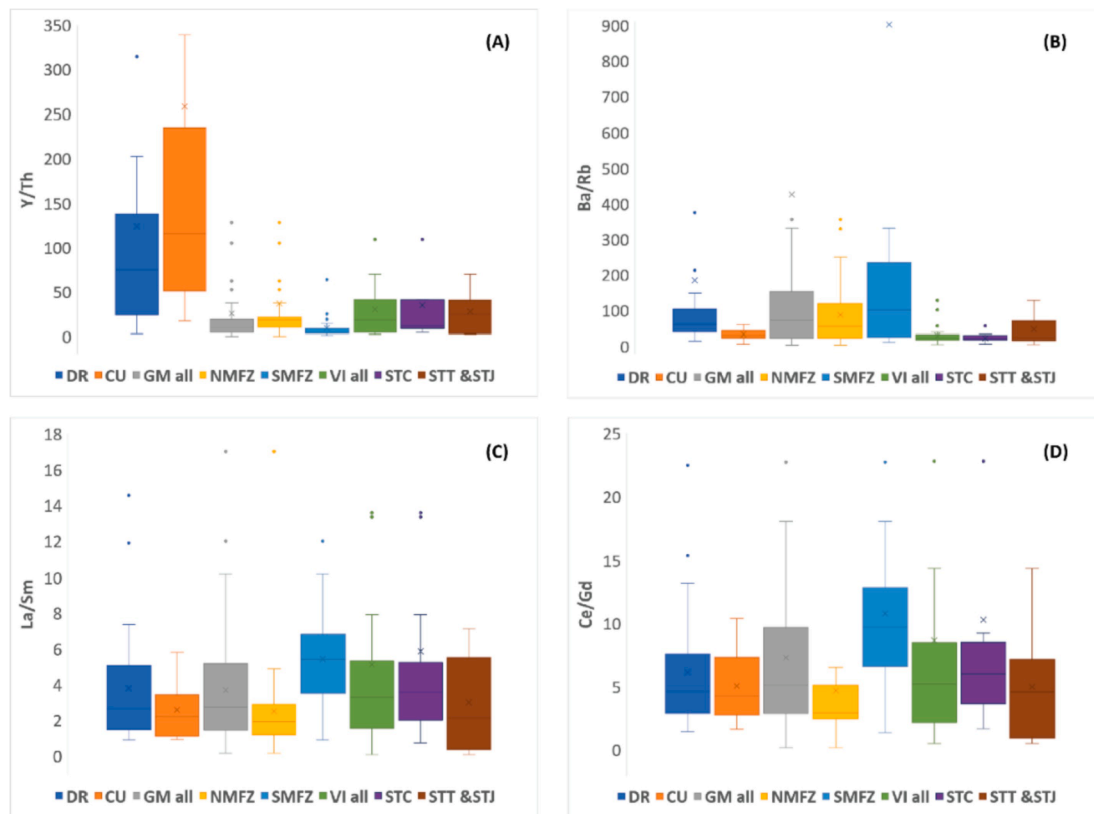 350
(A)
300
250
200
150
100
50
0
Y/Th
DR CU GM all NMFZ SMFZ VI all STC STT &STJ
900
(B)
800
700
600
500
400
300
200
100
0
Ba/Rb
DR CU GM all NMFZ SMFZ VI all STC STT &STJ
18
(C)
16
14
12
10
8
6
4
2
0
La/Sm
DR CU GM all NMFZ SMFZ VI all STC STT &STJ
25
(D)
20
15
10
5
0
Ce/Gd
DR CU GM all NMFZ SMFZ VI all STC STT &STJ